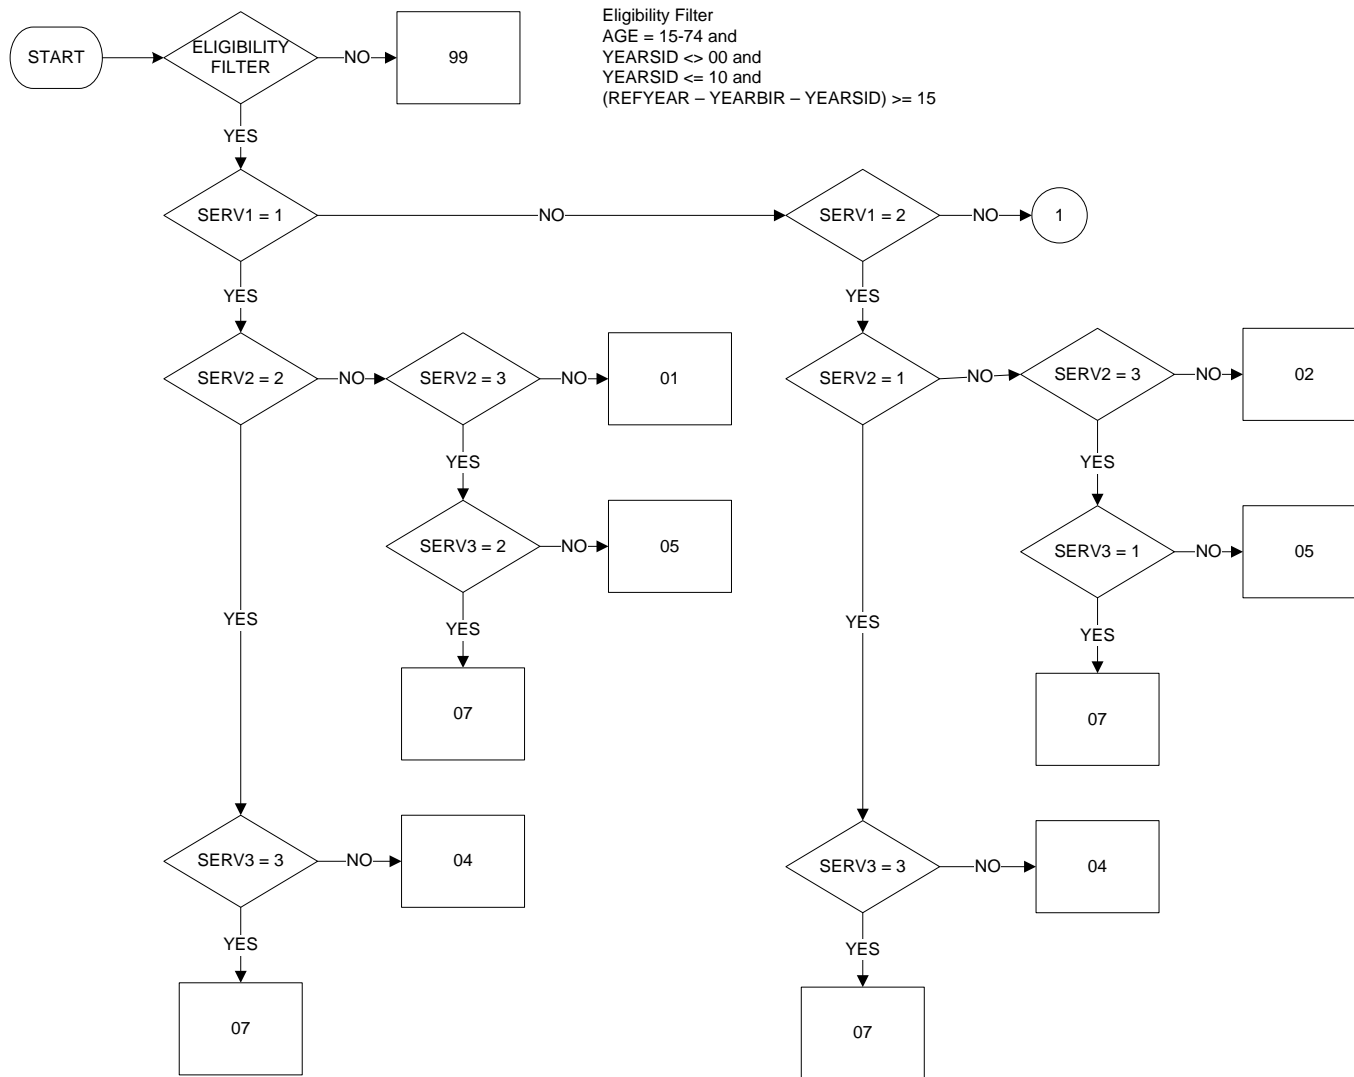 START
ELIGIBILITY
FILTER
NO
99
Eligibility Filter
AGE = 15-74 and
YEARSID <> 00 and
YEARSID <= 10 and
(REFYEAR – YEARBIR – YEARSID) >= 15
YES
SERV1 = 1
NO
SERV1 = 2
NO
1
YES
YES
SERV2 = 2
NO
SERV2 = 3
NO
01
SERV2 = 1
NO
SERV2 = 3
NO
02
YES
YES
SERV3 = 2
NO
05
SERV3 = 1
NO
05
YES
YES
YES
YES
07
07
SERV3 = 3
NO
04
SERV3 = 3
NO
04
YES
YES
07
07